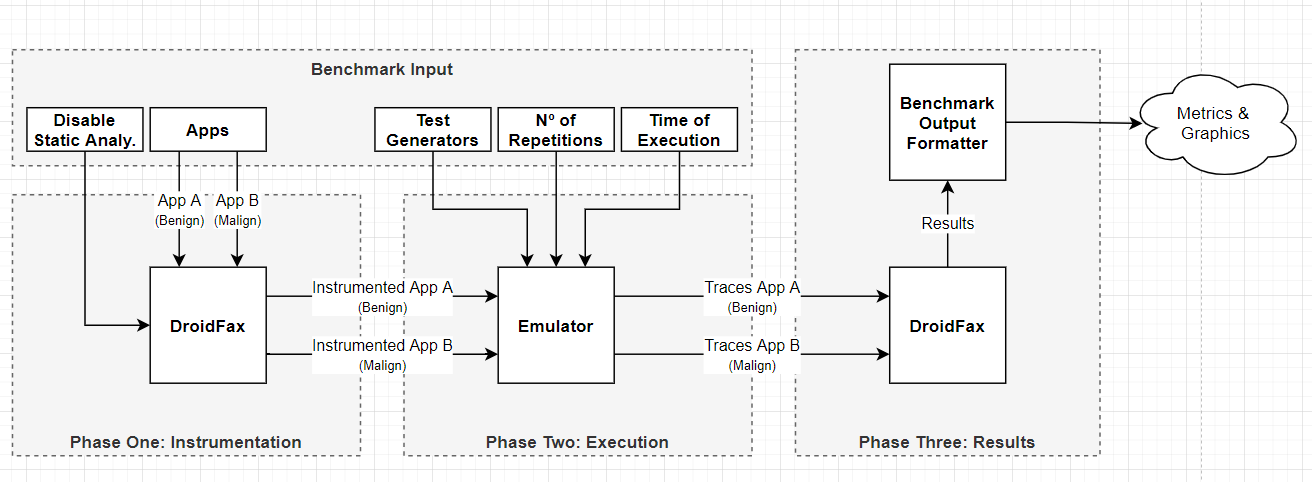 Benchmark Input
Disable
Static Analy.
Apps
Test
Generators
Nº of
Repetitions
Time of
Execution
App A
(Benign)
App B
(Malign)
DroidFax
Instrumented App A
(Benign)
Instrumented App B
(Malign)
Phase One: Instrumentation
Emulator
Traces App A
(Benign)
Traces App B
(Malign)
Phase Two: Execution
Benchmark
Output
Formatter
Results
DroidFax
Phase Three: Results
Metrics &
Graphics